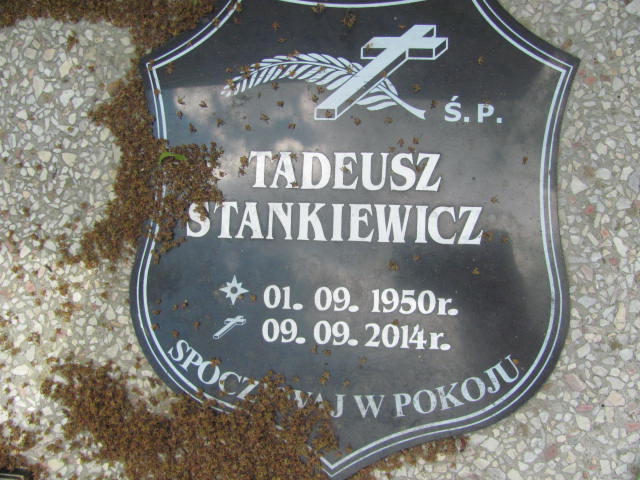 Ś.P.
TADEUSZ
STANKIEWICZ
01. 09. 1950r.
09. 09. 2014r.
W POKOJU